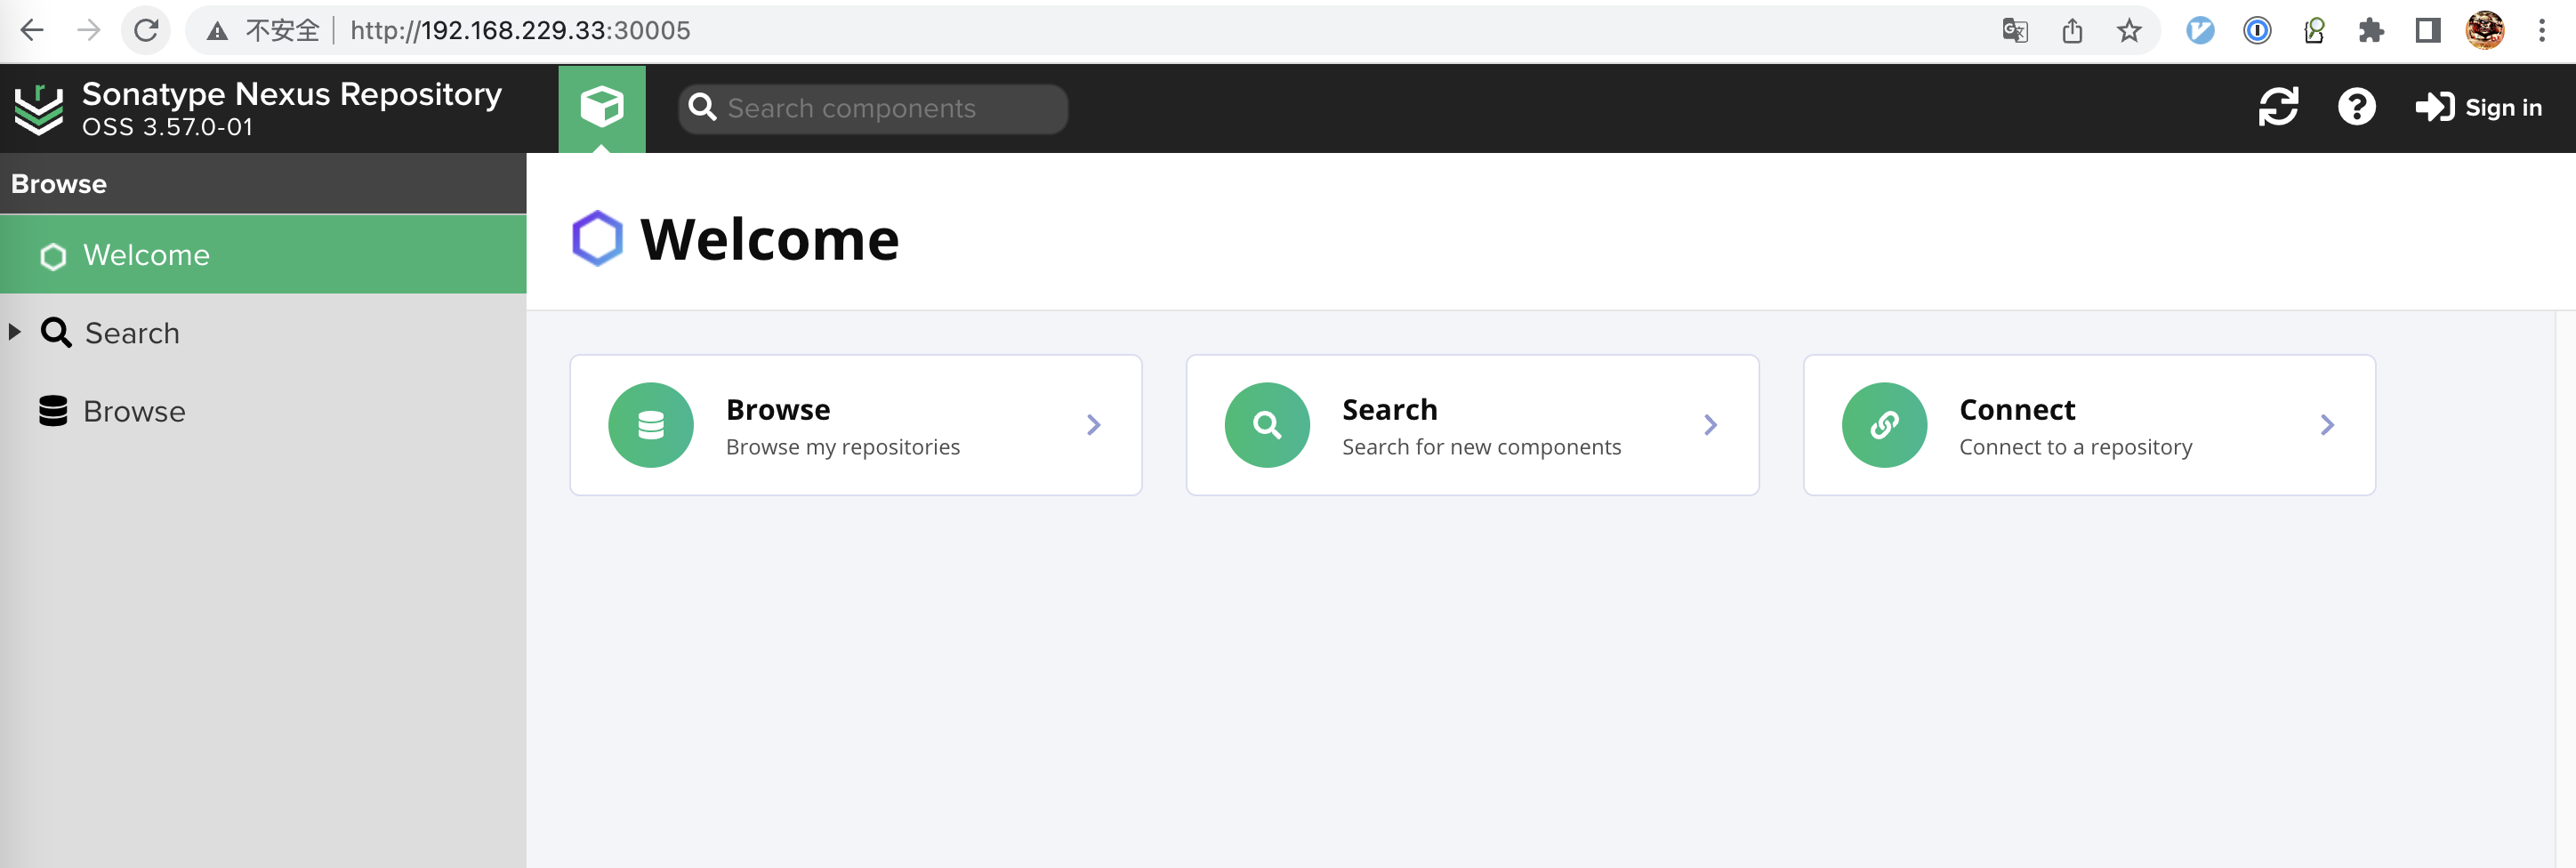 不安全 http://192.168.229.33:30005
Sonatype Nexus Repository
OSS 3.57.0-01
Search components
Sign in
Browse
Welcome
Search
Browse
Welcome
Browse
Browse my repositories
Search
Search for new components
Connect
Connect to a repository